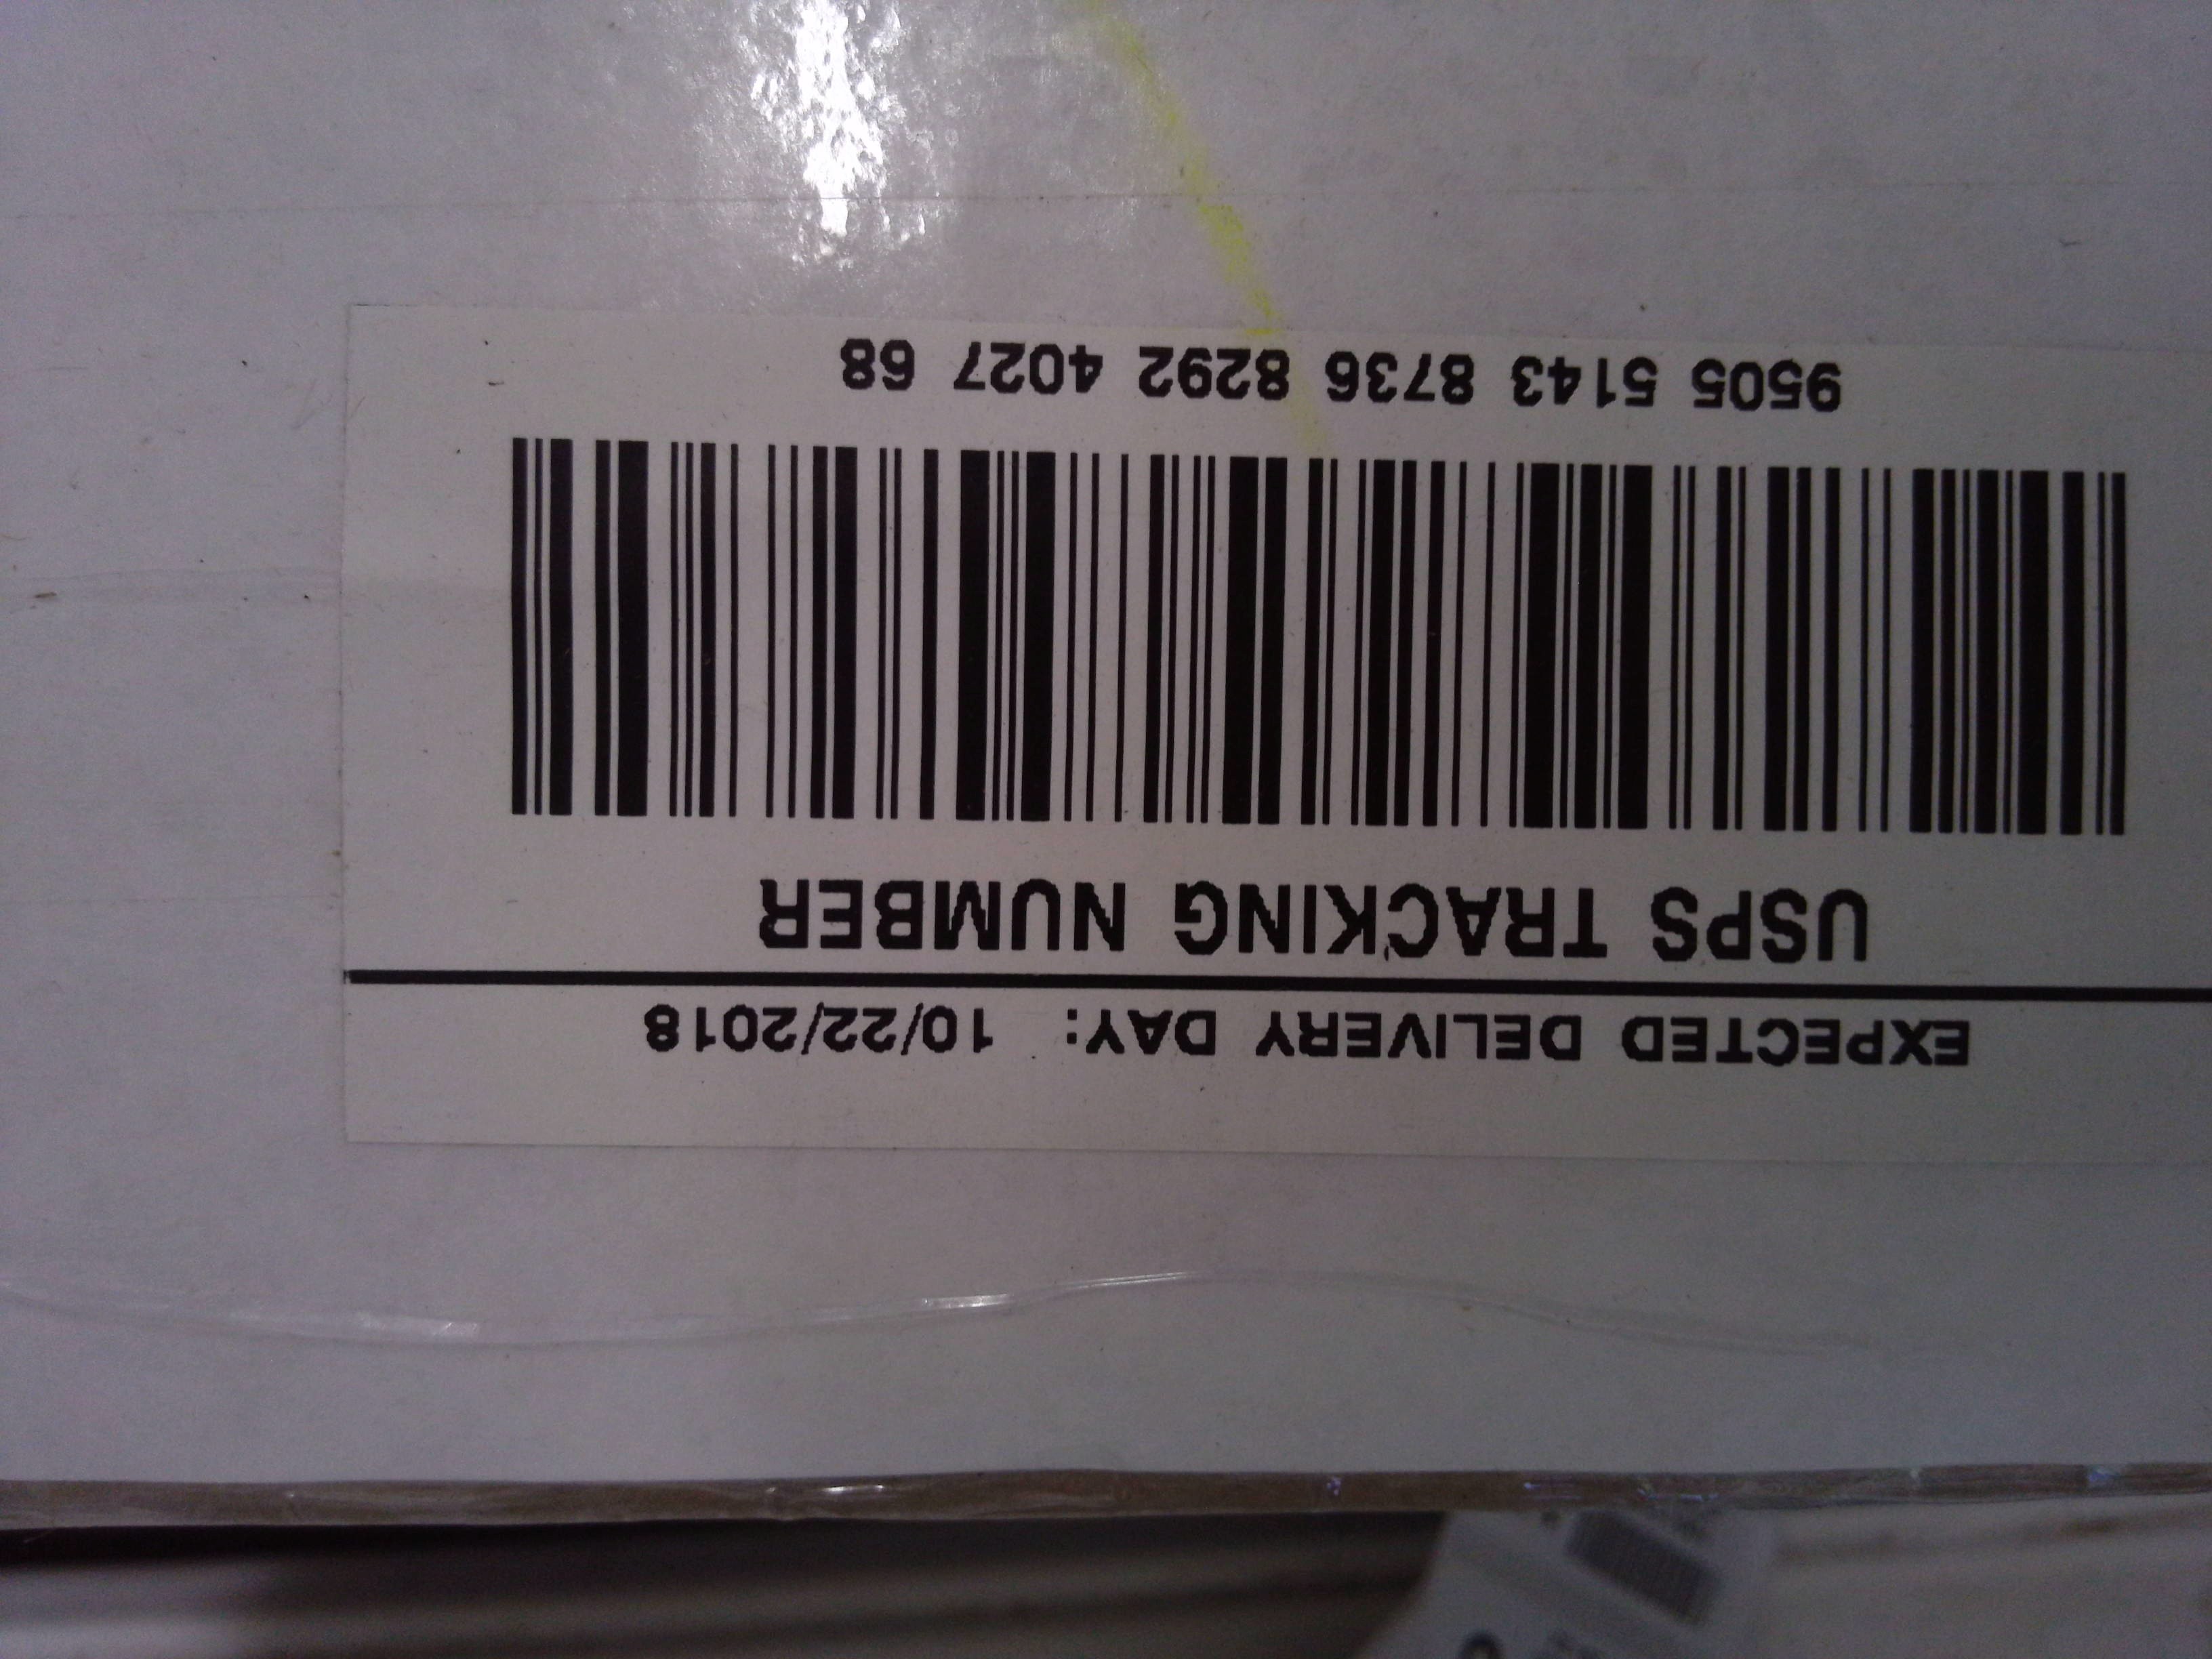 EXPECTED DELIVERY DAY: 10/22/2018
USPS TRACKING NUMBER
9505 5143 8736 8292 4027 68